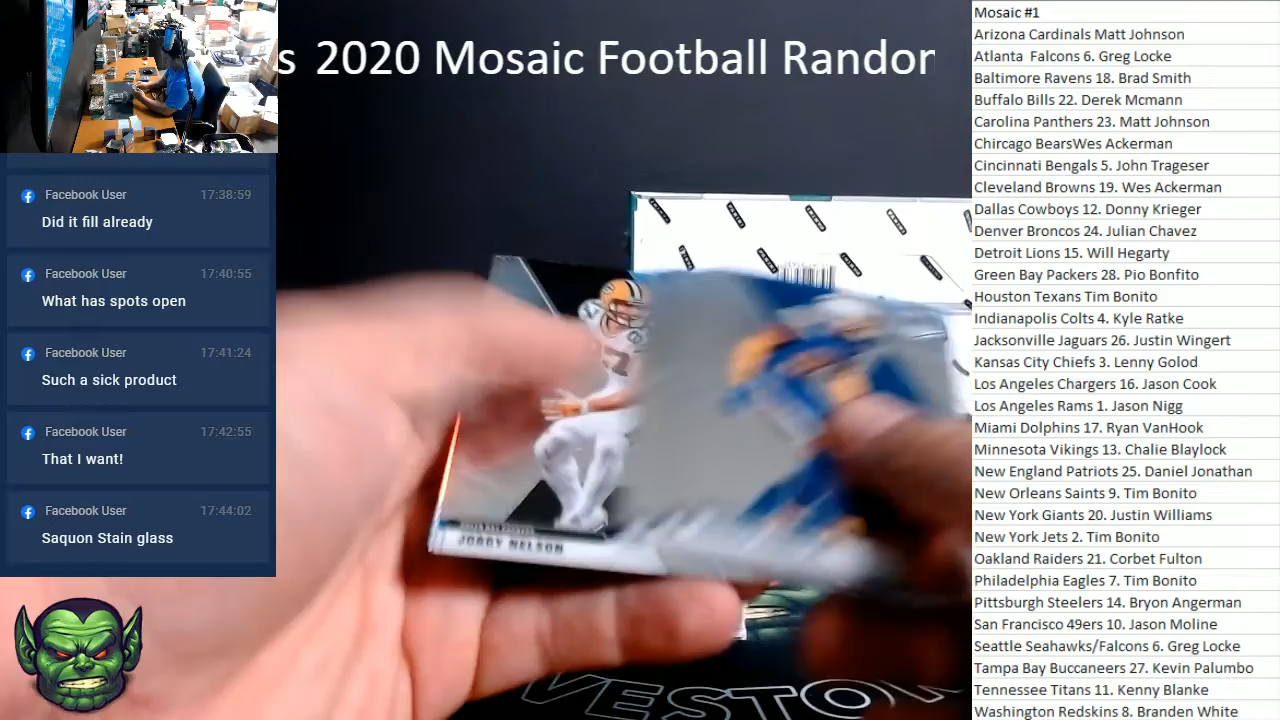 s 2020 Mosaic Football Randor
Facebook User 17:38:59
Did it fill already
Facebook User 17:40:55
What has spots open
Facebook User 17:41:24
Such a sick product
Facebook User 17:42:55
That I want!
Facebook User 17:44:02
Saquon Stain glass
JORDY NELSON
VESTO
Mosaic #1
Arizona Cardinals Matt Johnson
Atlanta Falcons 6. Greg Locke
Baltimore Ravens 18. Brad Smith
Buffalo Bills 22. Derek Mcmann
Carolina Panthers 23. Matt Johnson
Chircago BearsWes Ackerman
Cincinnati Bengals 5. John Trageser
Cleveland Browns 19. Wes Ackerman
Dallas Cowboys 12. Donny Krieger
Denver Broncos 24. Julian Chavez
Detroit Lions 15. Will Hegarty
Green Bay Packers 28. Pio Bonfito
Houston Texans Tim Bonito
Indianapolis Colts 4. Kyle Ratke
Jacksonville Jaguars 26. Justin Wingert
Kansas City Chiefs 3. Lenny Golod
Los Angeles Chargers 16. Jason Cook
Los Angeles Rams 1. Jason Nigg
Miami Dolphins 17. Ryan VanHook
Minnesota Vikings 13. Chalie Blaylock
New England Patriots 25. Daniel Jonathan
New Orleans Saints 9. Tim Bonito
New York Giants 20. Justin Williams
New York Jets 2. Tim Bonito
Oakland Raiders 21. Corbet Fulton
Philadelphia Eagles 7. Tim Bonito
Pittsburgh Steelers 14. Bryon Angerman
San Francisco 49ers 10. Jason Moline
Seattle Seahawks/Falcons 6. Greg Locke
Tampa Bay Buccaneers 27. Kevin Palumbo
Tennessee Titans 11. Kenny Blanke
Washington Redskins 8. Branden White